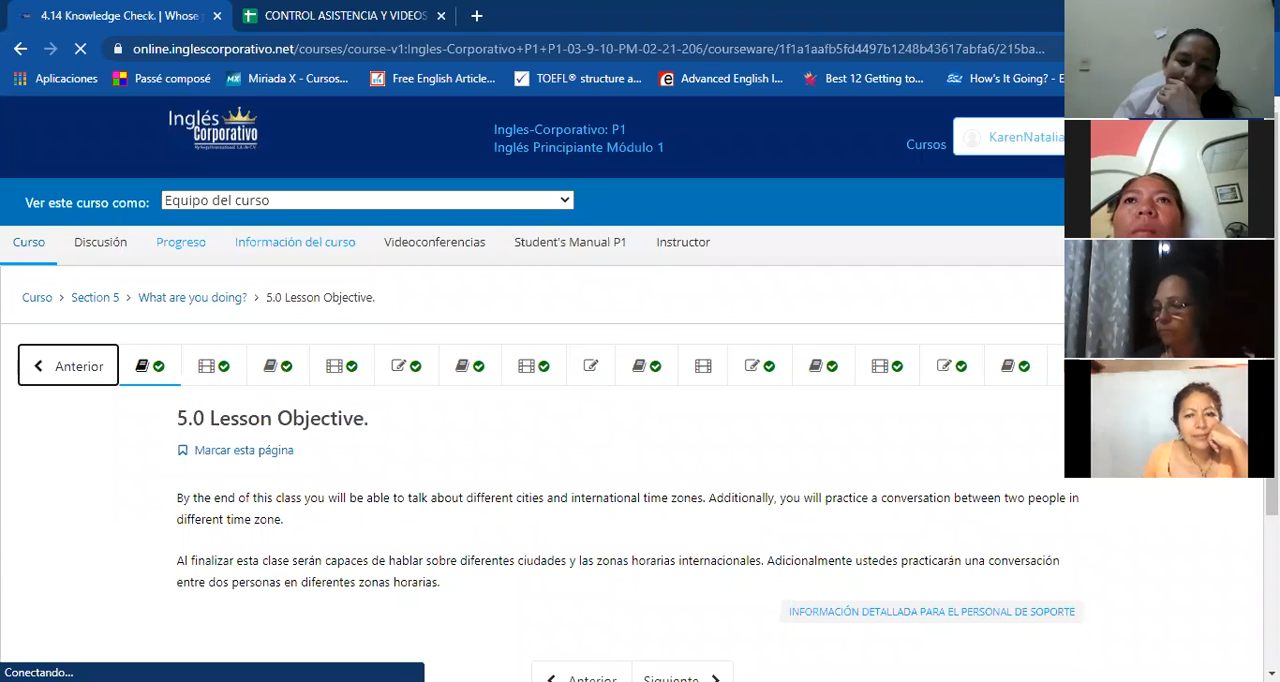 4.14 Knowledge Check. | Whose
CONTROL ASISTENCIA Y VIDEOS
online.inglescorporativo.net/courses/course-v1:Ingles-Corporativo+P1+P1-03-9-10-PM-02-21-206/courseware/1f1a1aafb5fd4497b1248b43617abfa6/215ba...
Aplicaciones Passé composé Miriada X - Cursos... Free English Article... TOEFL® structure a... Advanced English I... Best 12 Getting to... How's It Going? - E
Inglés
Corporativo
Ingles-Corporativo: P1
Inglés Principiante Módulo 1
Cursos
KarenNatalia
Ver este curso como: Equipo del curso
Curso Discusión Progreso Información del curso Videoconferencias Student's Manual P1 Instructor
Curso > Section 5 > What are you doing? > 5.0 Lesson Objective.
Anterior
5.0 Lesson Objective.
Marcar esta página
By the end of this class you will be able to talk about different cities and international time zones. Additionally, you will practice a conversation between two people in
different time zone.
Al finalizar esta clase serán capaces de hablar sobre diferentes ciudades y las zonas horarias internacionales. Adicionalmente ustedes practicarán una conversación
entre dos personas en diferentes zonas horarias.
INFORMACIÓN DETALLADA PARA EL PERSONAL DE SOPORTE
Conectando...
Anterior Siguiente